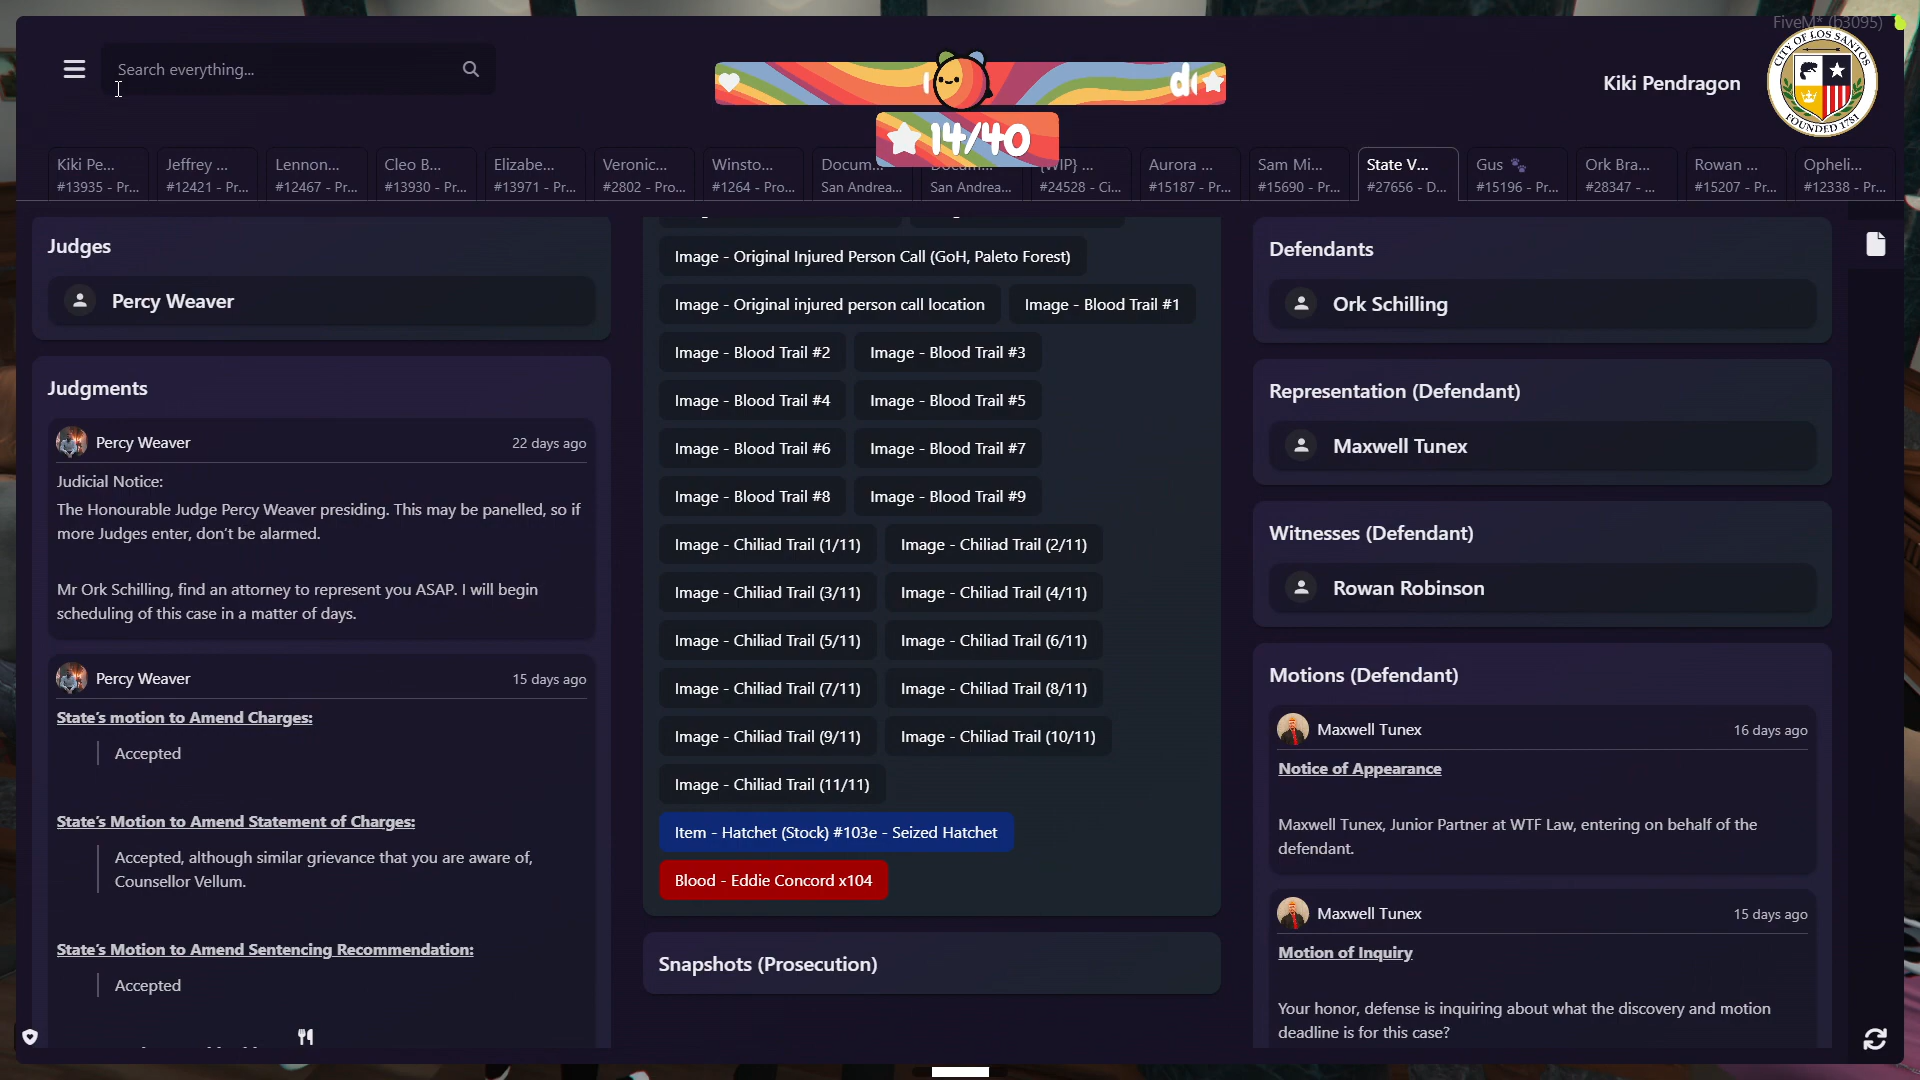 FiveM* (b3095)
Search everything...
14/40
Kiki Pendragon
CITY OF LOS SANTOS
FOUNDED 1781
Kiki Pe...
#13935 - Pr...
Jeffrey ...
#12421 - Pr...
Lennon...
#12467 - Pr...
Cleo B...
#13930 - Pr...
Elizabe...
#13971 - Pr...
Veronic...
#2802 - Pro...
Winsto...
#1264 - Pro...
Docum...
San Andrea...
San Andrea...
#24528 - Ci...
Aurora ...
#15187 - Pr...
Sam Mi...
#15690 - Pr...
State V...
#27656 - D...
Gus 🐾
#15196 - Pr...
Ork Bra...
#28347 - ...
Rowan ...
#15207 - Pr...
Opheli...
#12338 - Pr...
Judges
Percy Weaver
Judgments
Percy Weaver
22 days ago
Judicial Notice:
The Honourable Judge Percy Weaver presiding. This may be panelled, so if
more Judges enter, don't be alarmed.
Mr Ork Schilling, find an attorney to represent you ASAP. I will begin
scheduling of this case in a matter of days.
Percy Weaver
15 days ago
State's motion to Amend Charges:
Accepted
State's Motion to Amend Statement of Charges:
Accepted, although similar grievance that you are aware of,
Counsellor Vellum.
State's Motion to Amend Sentencing Recommendation:
Accepted
Image - Original Injured Person Call (GoH, Paleto Forest)
Image - Original injured person call location
Image - Blood Trail #1
Image - Blood Trail #2
Image - Blood Trail #3
Image - Blood Trail #4
Image - Blood Trail #5
Image - Blood Trail #6
Image - Blood Trail #7
Image - Blood Trail #8
Image - Blood Trail #9
Image - Chiliad Trail (1/11)
Image - Chiliad Trail (2/11)
Image - Chiliad Trail (3/11)
Image - Chiliad Trail (4/11)
Image - Chiliad Trail (5/11)
Image - Chiliad Trail (6/11)
Image - Chiliad Trail (7/11)
Image - Chiliad Trail (8/11)
Image - Chiliad Trail (9/11)
Image - Chiliad Trail (10/11)
Image - Chiliad Trail (11/11)
Item - Hatchet (Stock) #103e - Seized Hatchet
Blood - Eddie Concord x104
Snapshots (Prosecution)
Defendants
Ork Schilling
Representation (Defendant)
Maxwell Tunex
Witnesses (Defendant)
Rowan Robinson
Motions (Defendant)
Maxwell Tunex
16 days ago
Notice of Appearance
Maxwell Tunex, Junior Partner at WTF Law, entering on behalf of the
defendant.
Maxwell Tunex
15 days ago
Motion of Inquiry
Your honor, defense is inquiring about what the discovery and motion
deadline is for this case?